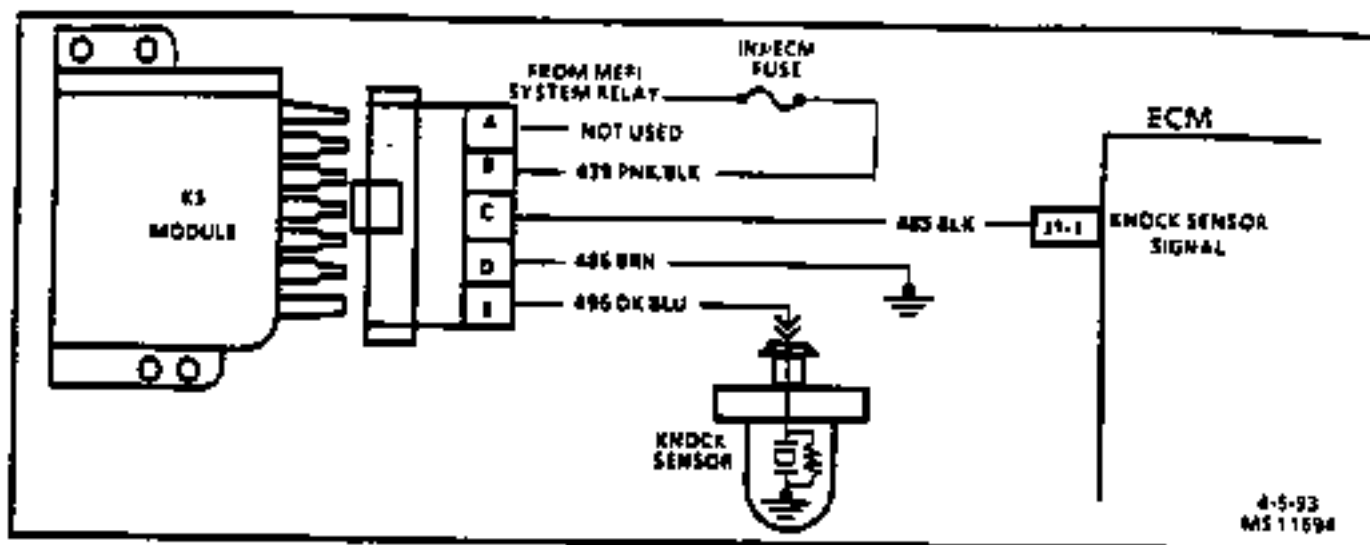 FROM MEFI
SYSTEM RELAY
INJ/ECM
FUSE
ECM
KS
MODULE
A
NOT USED
B
439 PNK/BLK
C
485 BLK
J1-1
KNOCK SENSOR
SIGNAL
D
486 BRN
E
496 DK BLU
KNOCK
SENSOR
4-5-93
MS 11694